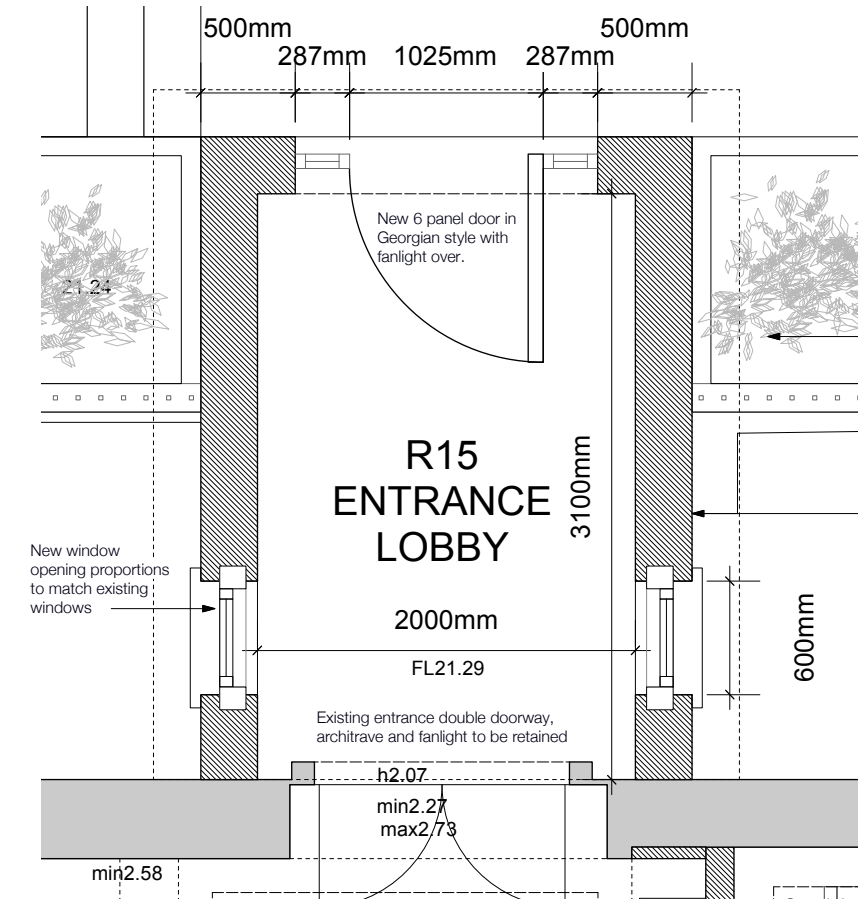 500mm
500mm
287mm
1025mm
287mm
New 6 panel door in
Georgian style with
fanlight over.
21.24
R15
ENTRANCE
LOBBY
3100mm
New window
opening proportions
to match existing
windows
2000mm
600mm
FL21.29
Existing entrance double doorway,
architrave and fanlight to be retained
h2.07
min2.27
max2.73
min2.58